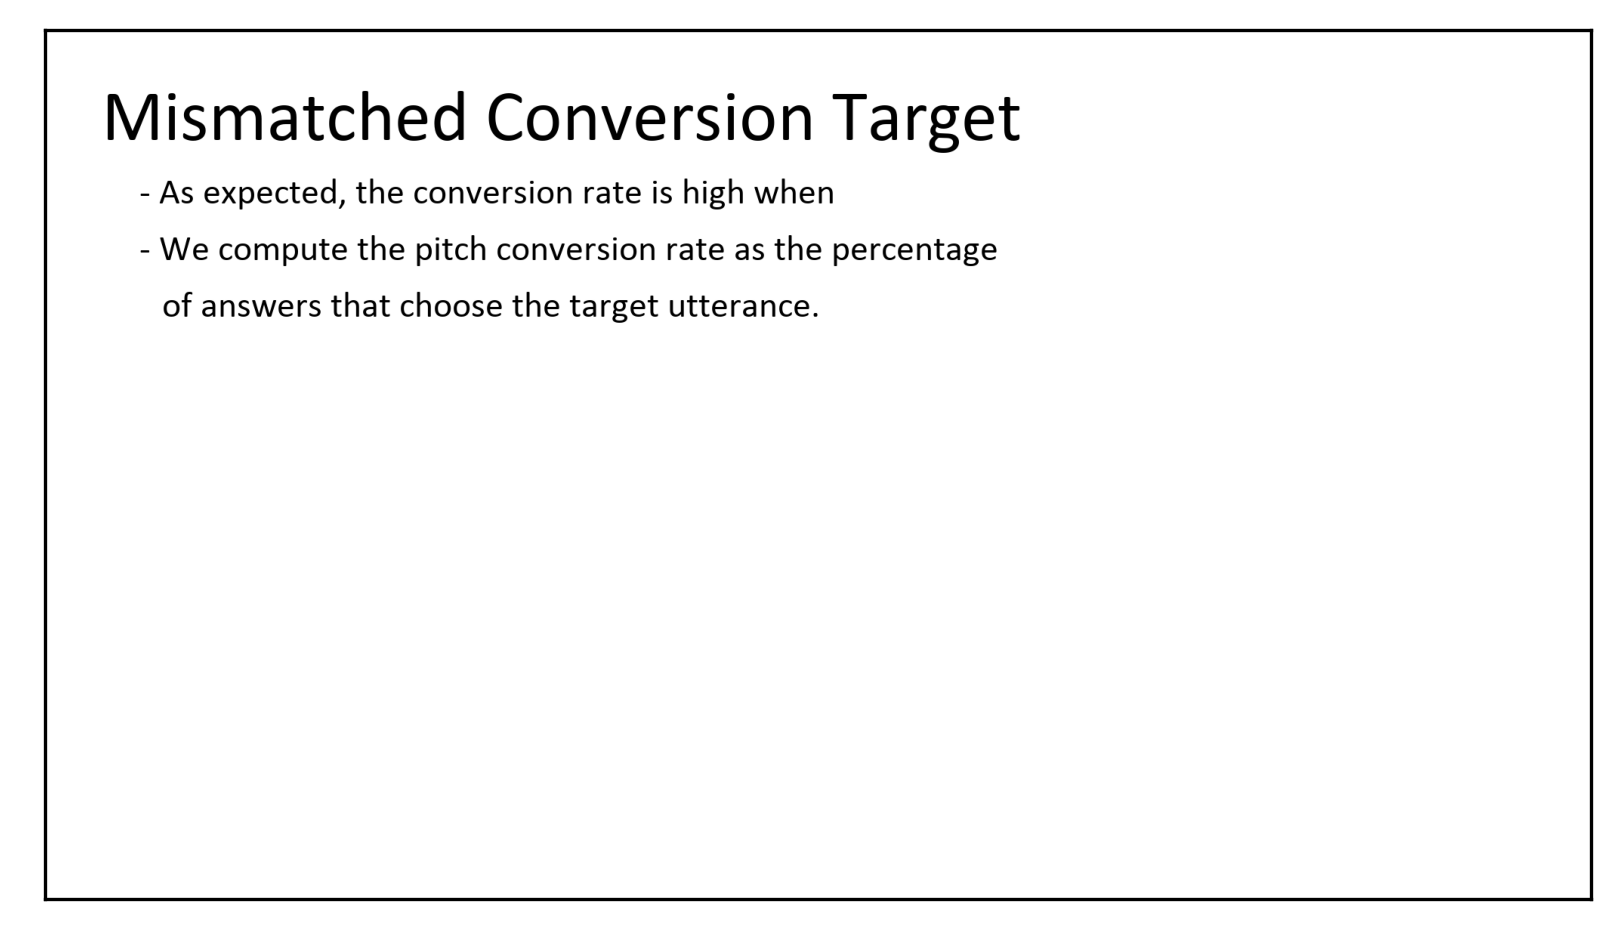 Mismatched Conversion Target
- As expected, the conversion rate is high when
- We compute the pitch conversion rate as the percentage
of answers that choose the target utterance.